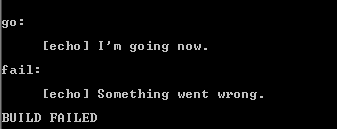 go:
[echo] I'm going now.
fail:
[echo] Something went wrong.
BUILD FAILED